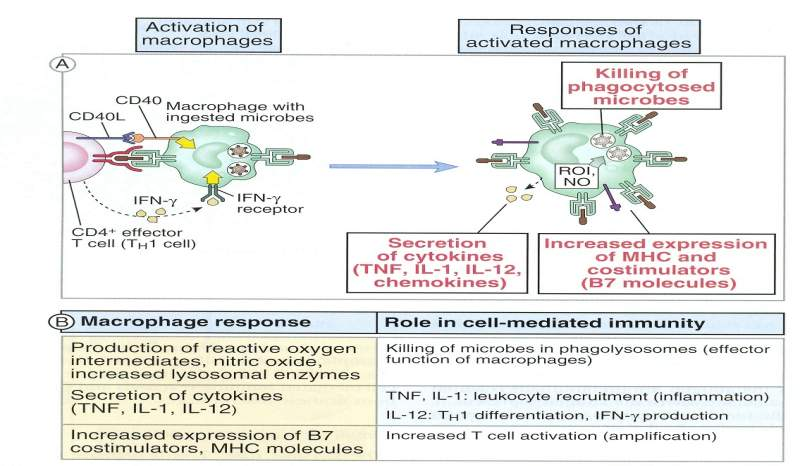 Activation of
macrophages
Responses of
activated macrophages
A
CD40
CD40L
Macrophage with
ingested microbes
IFN-γ
IFN-γ
receptor
CD4+ effector
T cell (TH1 cell)
Killing of
phagocytosed
microbes
ROI,
NO
Secretion
of cytokines
(TNF, IL-1, IL-12,
chemokines)
Increased expression
of MHC and
costimulators
(B7 molecules)
B
Macrophage response
Role in cell-mediated immunity
Production of reactive oxygen
intermediates, nitric oxide,
increased lysosomal enzymes
Killing of microbes in phagolysosomes (effector
function of macrophages)
Secretion of cytokines
(TNF, IL-1, IL-12)
TNF, IL-1: leukocyte recruitment (inflammation)
IL-12: TH1 differentiation, IFN-γ production
Increased expression of B7
costimulators, MHC molecules
Increased T cell activation (amplification)